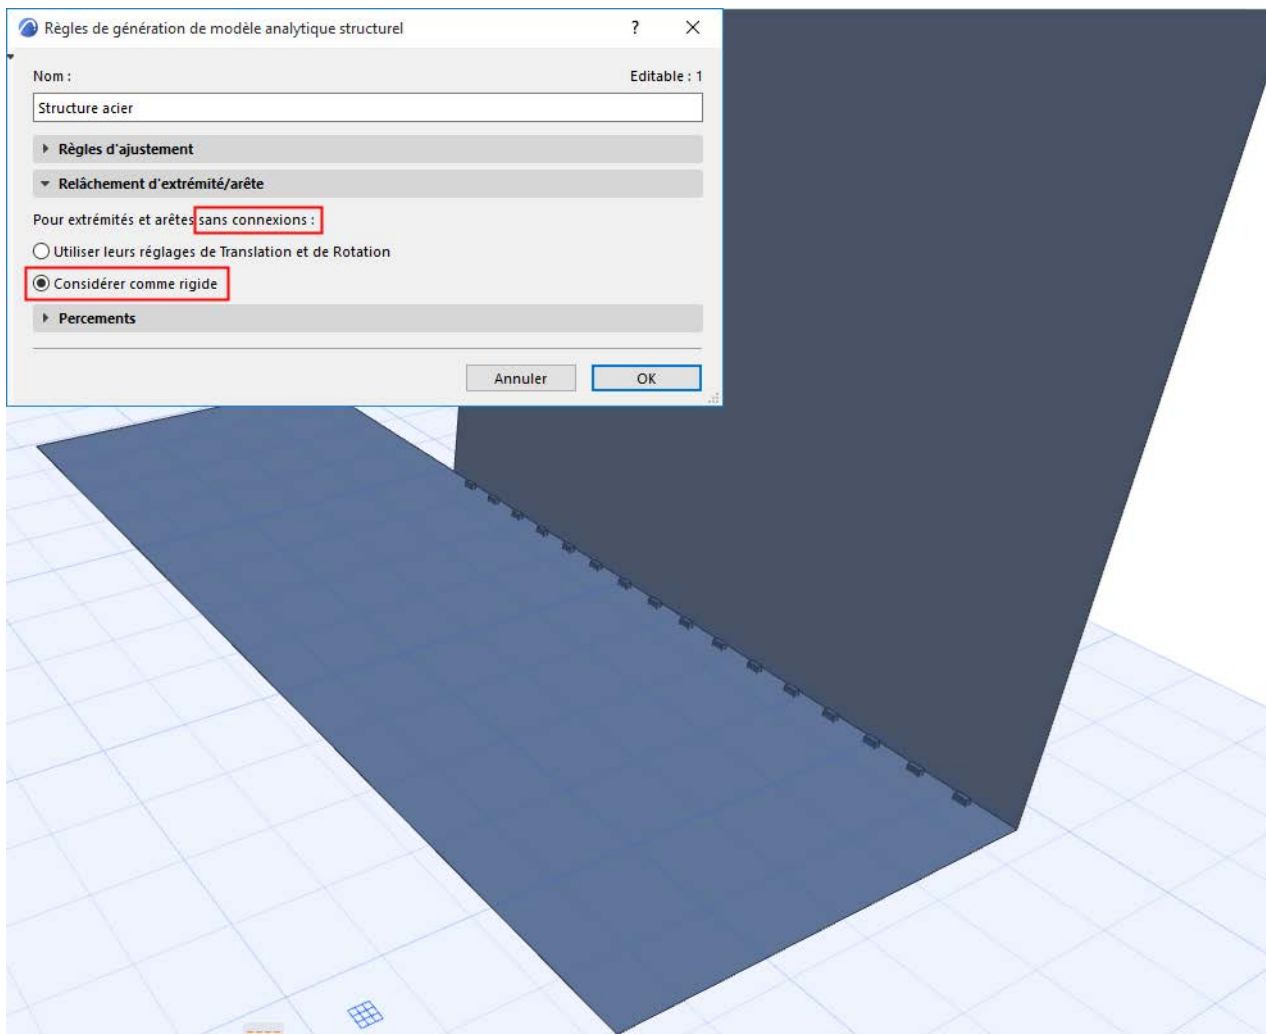 Règles de génération de modèle analytique structurel ?
Nom : Editable : 1
Structure acier
Règles d'ajustement
Relâchement d'extrémité/arête
Pour extrémités et arêtes sans connexions :
Utiliser leurs réglages de Translation et de Rotation
Considérer comme rigide
Percements
Annuler OK